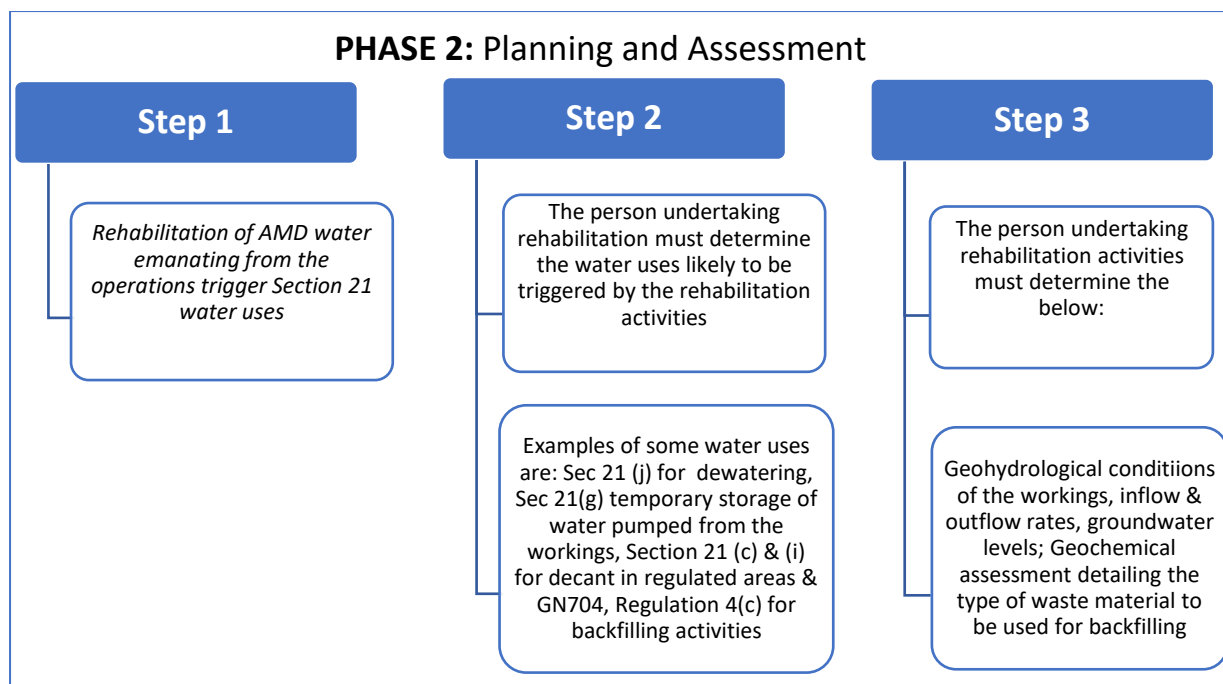 PHASE 2: Planning and Assessment
Step 1
Rehabilitation of AMD water
emanating from the
operations trigger Section 21
water uses
Step 2
The person undertaking
rehabilitation must determine
the water uses likely to be
triggered by the rehabilitation
activities
Examples of some water uses
are: Sec 21 (j) for dewatering,
Sec 21(g) temporary storage of
water pumped from the
workings, Section 21 (c) & (i)
for decant in regulated areas &
GN704, Regulation 4(c) for
backfilling activities
Step 3
The person undertaking
rehabilitation activities
must determine the
below:
Geohydrological conditiions
of the workings, inflow &
outflow rates, groundwater
levels; Geochemical
assessment detailing the
type of waste material to
be used for backfilling